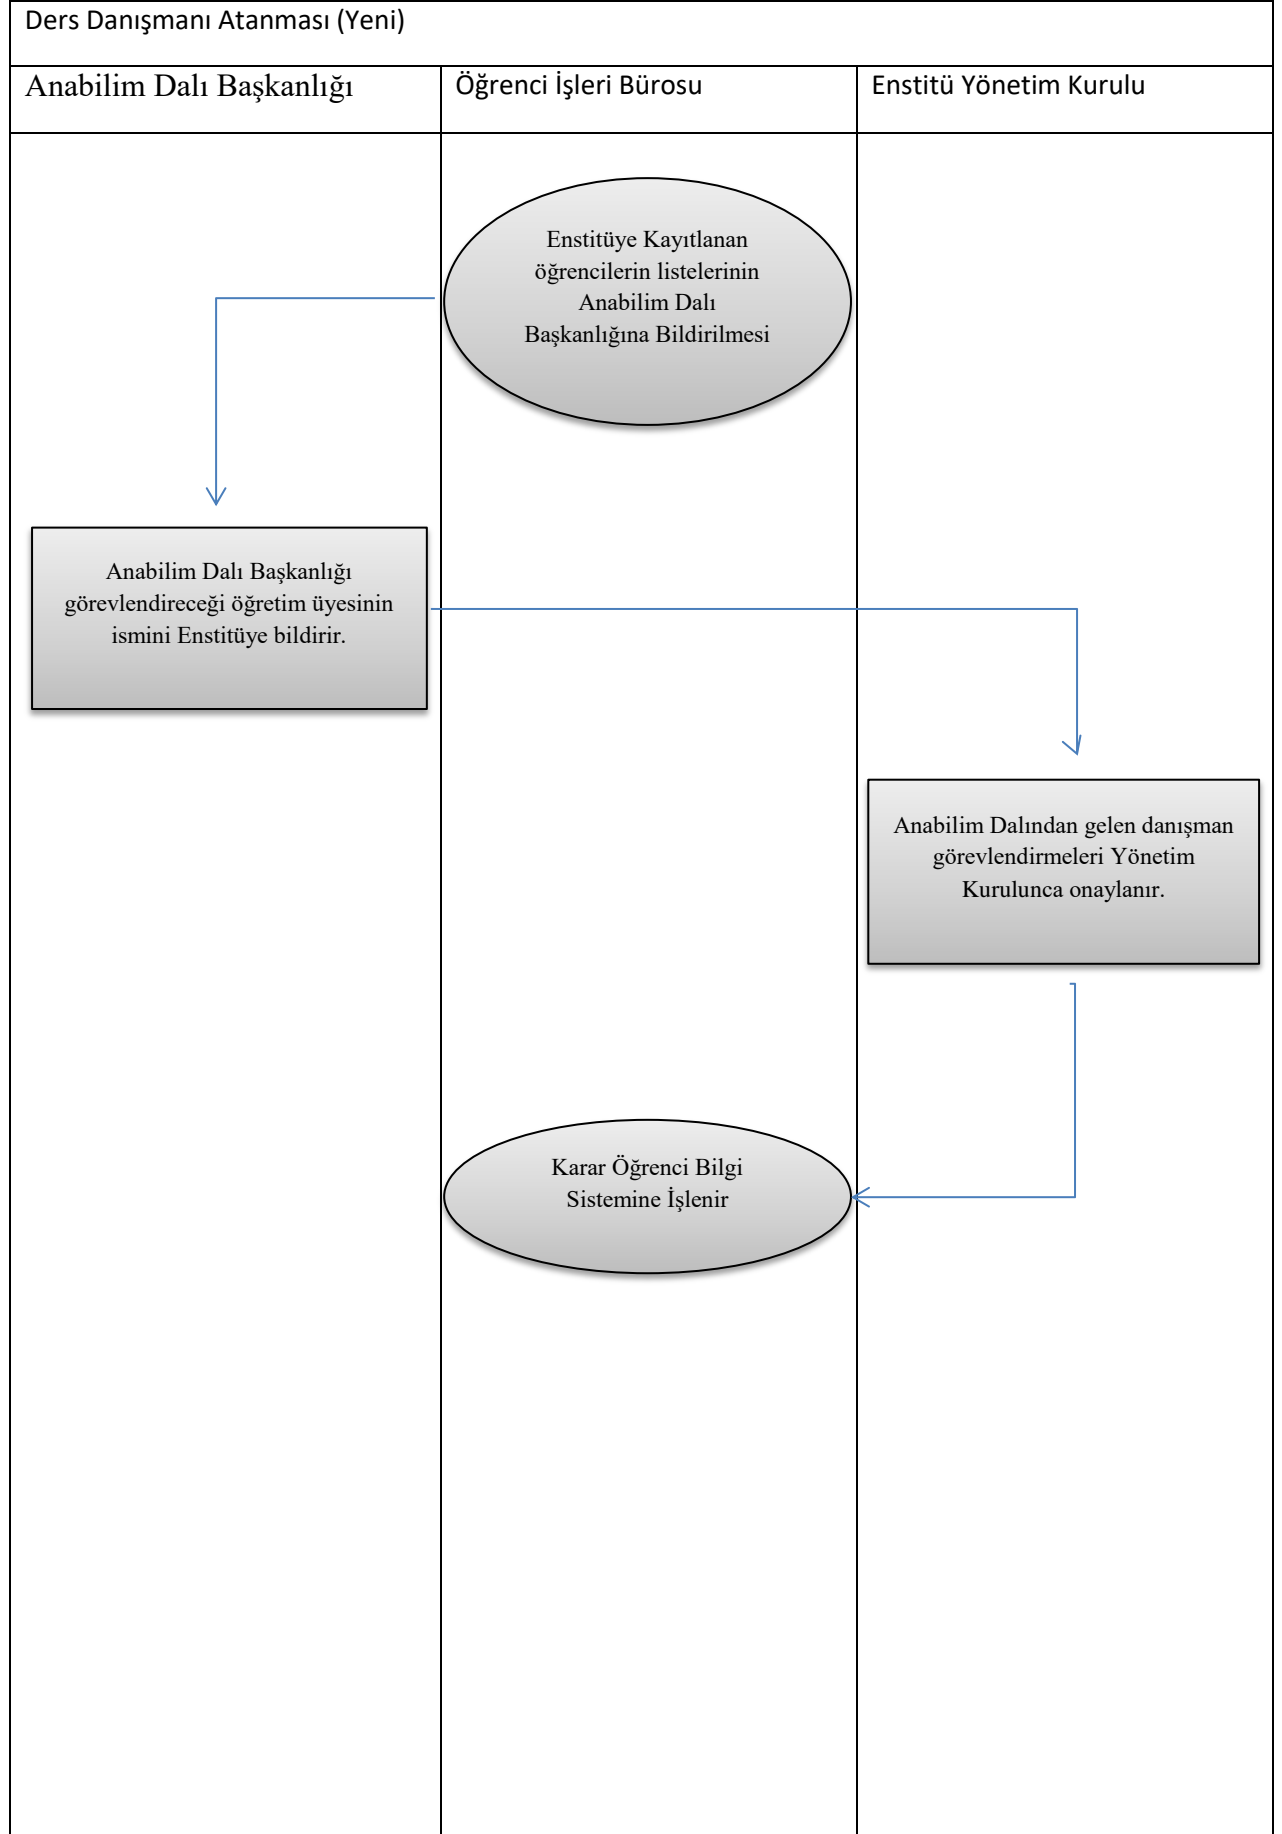 Ders Danışmanı Atanması (Yeni)
Anabilim Dalı Başkanlığı
Öğrenci İşleri Bürosu
Enstitü Yönetim Kurulu
Enstitüye Kayıtlanan
öğrencilerin listelerinin
Anabilim Dalı
Başkanlığına Bildirilmesi
Anabilim Dalı Başkanlığı
görevlendireceği öğretim üyesinin
ismini Enstitüye bildirir.
Anabilim Dalından gelen danışman
görevlendirmeleri Yönetim
Kurulunca onaylanır.
Karar Öğrenci Bilgi
Sistemine İşlenir